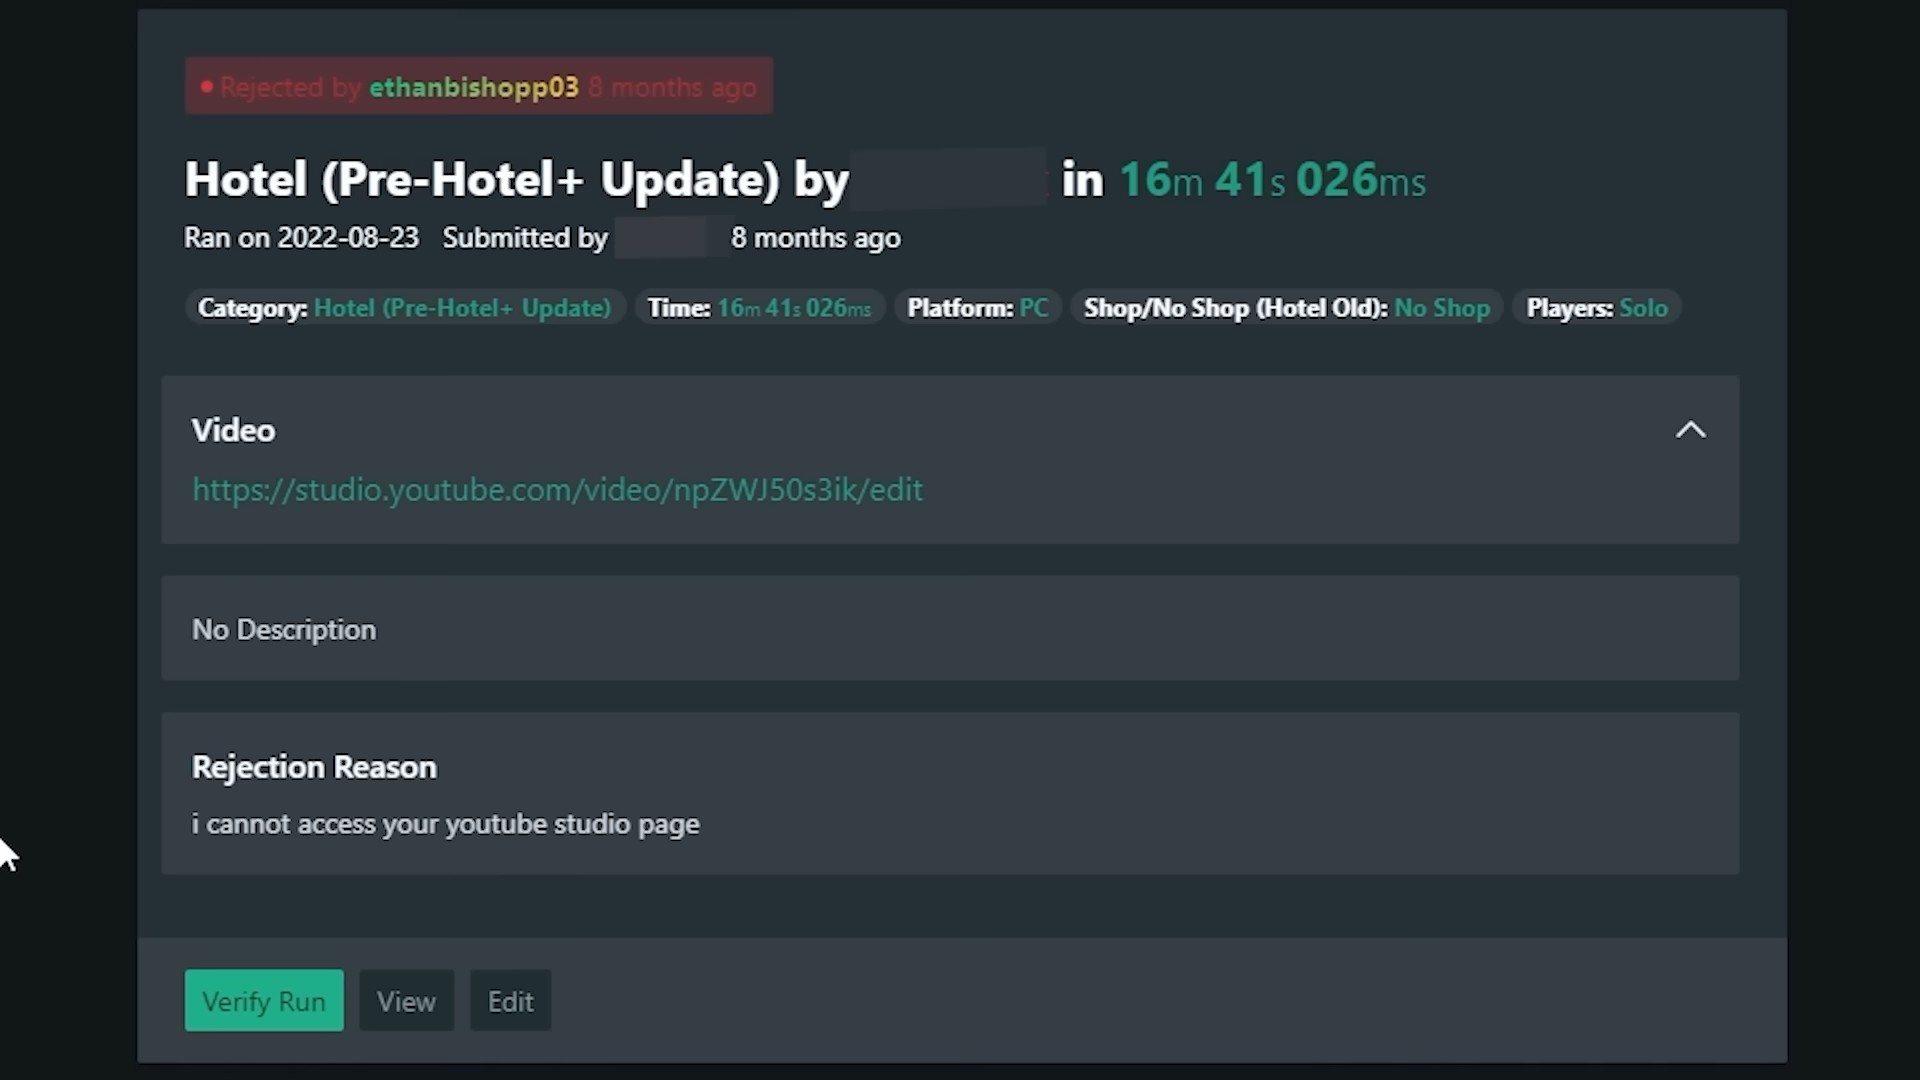 Rejected by ethanbishopp03 8 months ago
Hotel (Pre-Hotel+ Update) by in 16m 41s 026ms
Ran on 2022-08-23 Submitted by 8 months ago
Category: Hotel (Pre-Hotel+ Update) Time: 16m 41s 026ms Platform: PC Shop/No Shop (Hotel Old): No Shop Players: Solo
Video
https://studio.youtube.com/video/npZWJ50s3ik/edit
No Description
Rejection Reason
i cannot access your youtube studio page
Verify Run View Edit